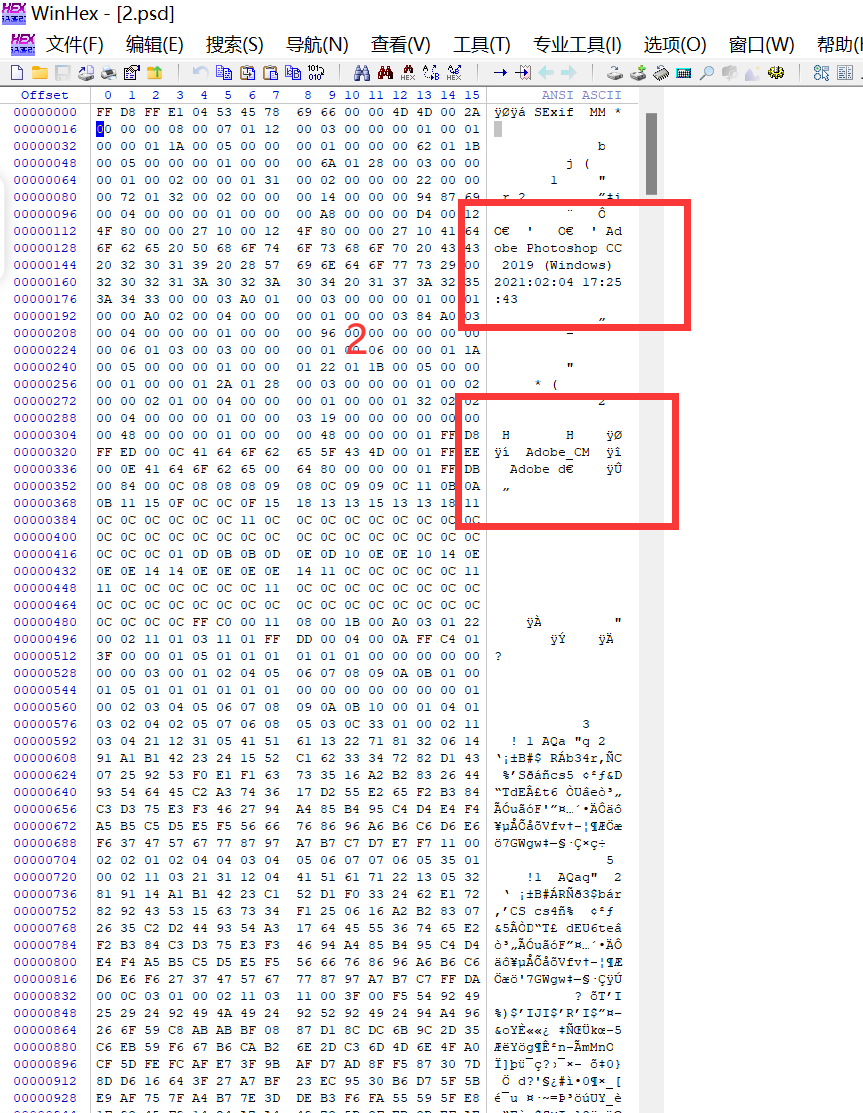 WinHex - [2.psd]
文件(F) 编辑(E) 搜索(S) 导航(N) 查看(V) 工具(T) 专业工具(I) 选项(O) 窗口(W) 帮助(
Offset 0 1 2 3 4 5 6 7 8 9 10 11 12 13 14 15 ANSI ASCII
00000000 FF D8 FF E1 04 53 45 78 69 66 00 00 4D 4D 00 2A ÿØÿá SExif MM *
00000016 00 00 00 08 00 07 01 12 00 03 00 00 00 01 00 01
00000032 00 00 01 1A 00 05 00 00 00 01 00 00 00 62 01 1B b
00000048 00 05 00 00 00 01 00 00 00 6A 01 28 00 03 00 00 j (
00000064 00 01 00 02 00 00 01 31 00 02 00 00 00 22 00 00 1 "
00000080 00 72 01 32 00 02 00 00 00 14 00 00 00 94 87 69 r 2 ”‡i
00000096 00 04 00 00 00 01 00 00 00 A8 00 00 00 D4 00 12 ¨ Ô
00000112 4F 80 00 00 27 10 00 12 4F 80 00 00 27 10 41 64 O€ ' O€ ' Ad
00000128 6F 62 65 20 50 68 6F 74 6F 73 68 6F 70 20 43 43 obe Photoshop CC
00000144 20 32 30 31 39 20 28 57 69 6E 64 6F 77 73 29 00 2019 (Windows)
00000160 32 30 32 31 3A 30 32 3A 30 34 20 31 37 3A 32 35 2021:02:04 17:25
00000176 3A 34 33 00 00 03 A0 01 00 03 00 00 00 01 00 01 :43
00000192 00 00 A0 02 00 04 00 00 00 01 00 00 03 84 A0 03 „
00000208 00 04 00 00 00 01 00 00 00 96 00 00 00 00 00 00 –
2
00000224 00 06 01 03 00 03 00 00 00 01 00 06 00 00 01 1A
00000240 00 05 00 00 00 01 00 00 01 22 01 1B 00 05 00 00 "
00000256 00 01 00 00 01 2A 01 28 00 03 00 00 00 01 00 02 * (
00000272 00 00 02 01 00 04 00 00 00 01 00 00 01 32 02 02 2
00000288 00 04 00 00 00 01 00 00 03 19 00 00 00 00 00 00
00000304 00 48 00 00 00 01 00 00 00 48 00 00 00 01 FF D8 H H ÿØ
00000320 FF ED 00 0C 41 64 6F 62 65 5F 43 4D 00 01 FF EE ÿí Adobe_CM ÿî
00000336 00 0E 41 64 6F 62 65 00 64 80 00 00 00 01 FF DB Adobe d€ ÿÛ
00000352 00 84 00 0C 08 08 08 09 08 0C 09 09 0C 11 0B 0A „
00000368 0B 11 15 0F 0C 0C 0F 15 18 13 13 15 13 13 18 11
00000384 0C 0C 0C 0C 0C 0C 11 0C 0C 0C 0C 0C 0C 0C 0C 0C
00000400 0C 0C 0C 0C 0C 0C 0C 0C 0C 0C 0C 0C 0C 0C 0C 0C
00000416 0C 0C 0C 01 0D 0B 0B 0D 0E 0D 10 0E 0E 10 14 0E
00000432 0E 0E 14 14 0E 0E 0E 0E 14 11 0C 0C 0C 0C 0C 11
00000448 11 0C 0C 0C 0C 0C 0C 11 0C 0C 0C 0C 0C 0C 0C 0C
00000464 0C 0C 0C 0C 0C 0C 0C 0C 0C 0C 0C 0C 0C 0C 0C 0C
00000480 0C 0C 0C 0C FF C0 00 11 08 00 1B 00 A0 03 01 22 ÿÀ "
00000496 00 02 11 01 03 11 01 FF DD 00 04 00 0A FF C4 01 ÿÝ ÿÄ
00000512 3F 00 00 01 05 01 01 01 01 01 01 00 00 00 00 00 ?
00000528 00 00 03 00 01 02 04 05 06 07 08 09 0A 0B 01 00
00000544 01 05 01 01 01 01 01 01 00 00 00 00 00 00 00 01
00000560 00 02 03 04 05 06 07 08 09 0A 0B 10 00 01 04 01
00000576 03 02 04 02 05 07 06 08 05 03 0C 33 01 00 02 11 3
00000592 03 04 21 12 31 05 41 51 61 13 22 71 81 32 06 14 ! 1 AQa "q 2
00000608 91 A1 B1 42 23 24 15 52 C1 62 33 34 72 82 D1 43 ‘¡±B#$ RÁb34r‚ÑC
00000624 07 25 92 53 F0 E1 F1 63 73 35 16 A2 B2 83 26 44 %’Sðáñcs5 ¢²ƒ&D
00000640 93 54 64 45 C2 A3 74 36 17 D2 55 E2 65 F2 B3 84 “TdEÂ£t6 ÒUâeò³„
00000656 C3 D3 75 E3 F3 46 27 94 A4 85 B4 95 C4 D4 E4 F4 ÃÓuãóF'”¤…´•ÄÔäô
00000672 A5 B5 C5 D5 E5 F5 56 66 76 86 96 A6 B6 C6 D6 E6 ¥µÅÕåõVfv†–¦¶ÆÖæ
00000688 F6 37 47 57 67 77 87 97 A7 B7 C7 D7 E7 F7 11 00 ö7GWgw‡—§·Ç×ç÷
00000704 02 02 01 02 04 04 03 04 05 06 07 07 06 05 35 01 5
00000720 00 02 11 03 21 31 12 04 41 51 61 71 22 13 05 32 !1 AQaq" 2
00000736 81 91 14 A1 B1 42 23 C1 52 D1 F0 33 24 62 E1 72 ‘ ¡±B#ÁRÑð3$bár
00000752 82 92 43 53 15 63 73 34 F1 25 06 16 A2 B2 83 07 ‚’CS cs4ñ% ¢²ƒ
00000768 26 35 C2 D2 44 93 54 A3 17 64 45 55 36 74 65 E2 &5ÂÒD“T£ dEU6teâ
00000784 F2 B3 84 C3 D3 75 E3 F3 46 94 A4 85 B4 95 C4 D4 ò³„ÃÓuãóF”¤…´•ÄÔ
00000800 E4 F4 A5 B5 C5 D5 E5 F5 56 66 76 86 96 A6 B6 C6 äô¥µÅÕåõVfv†–¦¶Æ
00000816 D6 E6 F6 27 37 47 57 67 77 87 97 A7 B7 C7 FF DA Öæö'7GWgw‡—§·ÇÿÚ
00000832 00 0C 03 01 00 02 11 03 11 00 3F 00 F5 54 92 49 ? õT’I
00000848 25 29 24 92 49 4A 49 24 92 52 92 49 24 94 A4 96 %)$’IJI$’R’I$”¤–
00000864 26 6F 59 C8 AB AB BF 08 87 D1 8C DC 6B 9C 2D 35 &oYÈ««¿ ‡ÑŒÜkœ-5
00000880 C6 EB 59 F6 67 B6 CA B2 6E 2D C3 6D 4D 6E 4F A0 ÆëYög¶Ê²n-ÃmMnO
00000896 CF 5D FE FC AF E7 3F 9B AF D7 AD 8F F5 87 30 7D Ï]þü¯ç?›¯× õ‡0}
00000912 8D D6 16 64 3F 27 A7 BF 23 EC 95 30 B6 D7 5F 5B Ö d?'§¿#ì•0¶×_[
00000928 E9 AF 75 7F A4 B7 7E 3D DE B3 F6 FA 55 59 5F E8 é¯u ¤·~=Þ³öúUY_è